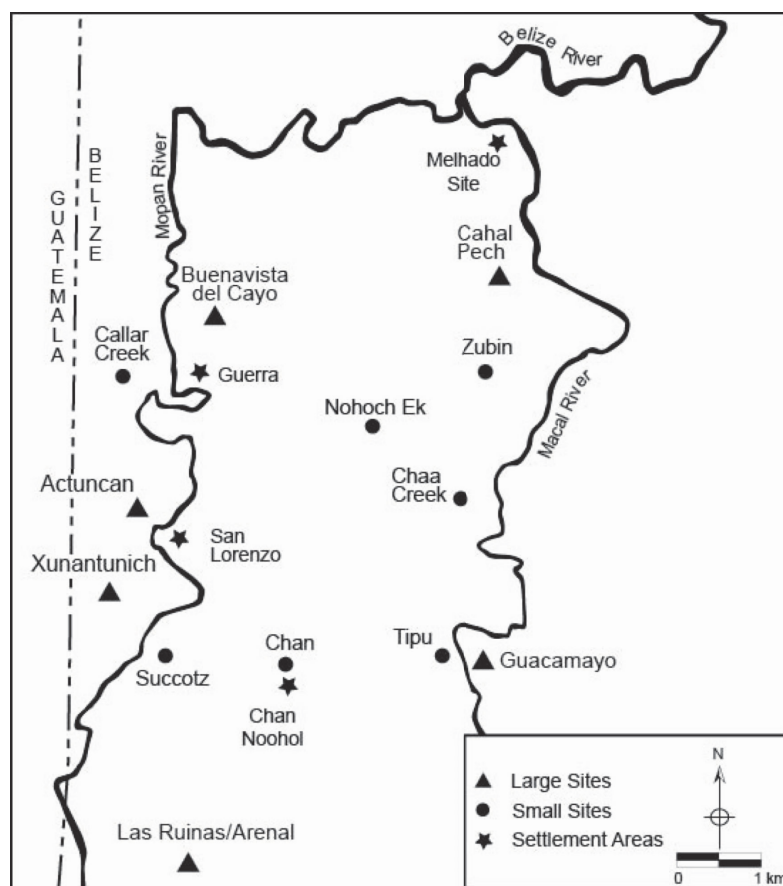 Belize River
Mopan River
Melhado
Site
BELIZE
GUATEMALA
Cahal
Pech
Buenavista
del Cayo
Callar
Creek
Guerra
Zubin
Nohoch Ek
Macal River
Chaa
Creek
Actuncan
San
Lorenzo
Xunantunich
Tipu
Chan
Guacamayo
Succotz
Chan
Noohol
N
Large Sites
Small Sites
Settlement Areas
Las Ruinas/Arenal
0 1 km